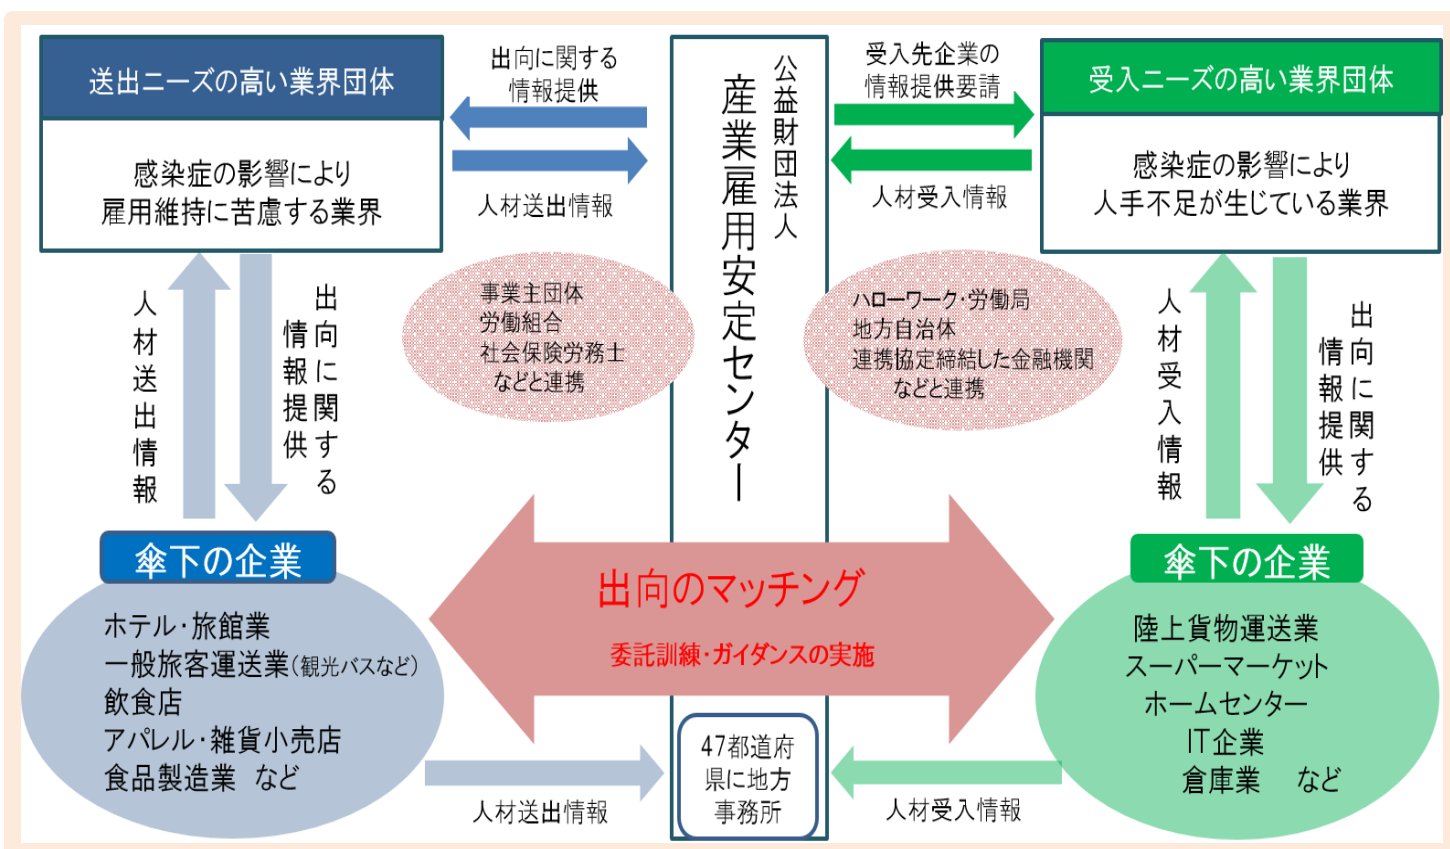 送出ニーズの高い業界団体
感染症の影響により
雇用維持に苦慮する業界
出向に関する
情報提供
人材送出情報
公益財団法人
産業雇用安定センター
受入先企業の
情報提供要請
人材受入情報
受入ニーズの高い業界団体
感染症の影響により
人手不足が生じている業界
人材送出情報
出向に関する
情報提供
事業主団体
労働組合
社会保険労務士
などと連携
ハローワーク・労働局
地方自治体
連携協定締結した金融機関
などと連携
人材受入情報
出向に関する
情報提供
傘下の企業
ホテル・旅館業
一般旅客運送業(観光バスなど)
飲食店
アパレル・雑貨小売店
食品製造業 など
出向のマッチング
委託訓練・ガイダンスの実施
傘下の企業
陸上貨物運送業
スーパーマーケット
ホームセンター
IT企業
倉庫業 など
人材送出情報
47都道府
県に地方
事務所
人材受入情報